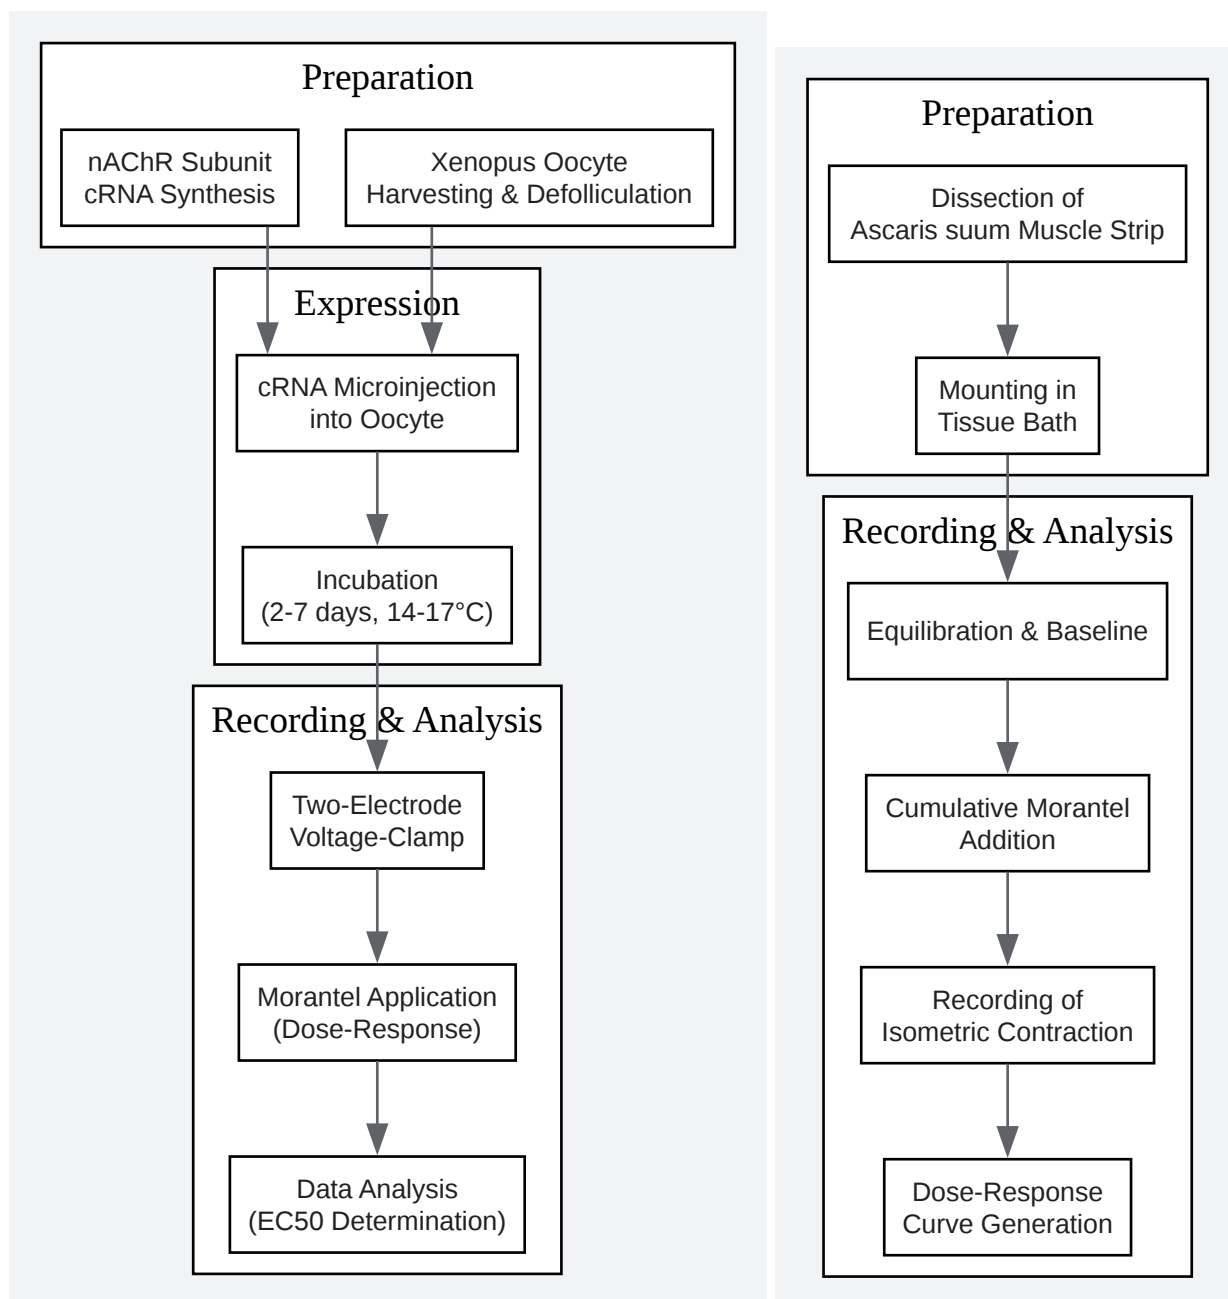 Preparation
nAChR Subunit
cRNA Synthesis
Xenopus Oocyte
Harvesting & Defolliculation
Expression
cRNA Microinjection
into Oocyte
Incubation
(2-7 days, 14-17°C)
Recording & Analysis
Two-Electrode
Voltage-Clamp
Morantel Application
(Dose-Response)
Data Analysis
(EC50 Determination)
Preparation
Dissection of
Ascaris suum Muscle Strip
Mounting in
Tissue Bath
Recording & Analysis
Equilibration & Baseline
Cumulative Morantel
Addition
Recording of
Isometric Contraction
Dose-Response
Curve Generation